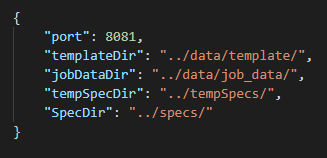 {
"port": 8081,
"templateDir": "../data/template/",
"jobDataDir": "../data/job_data/",
"tempSpecDir": "../tempSpecs/",
"SpecDir": "../specs/"
}